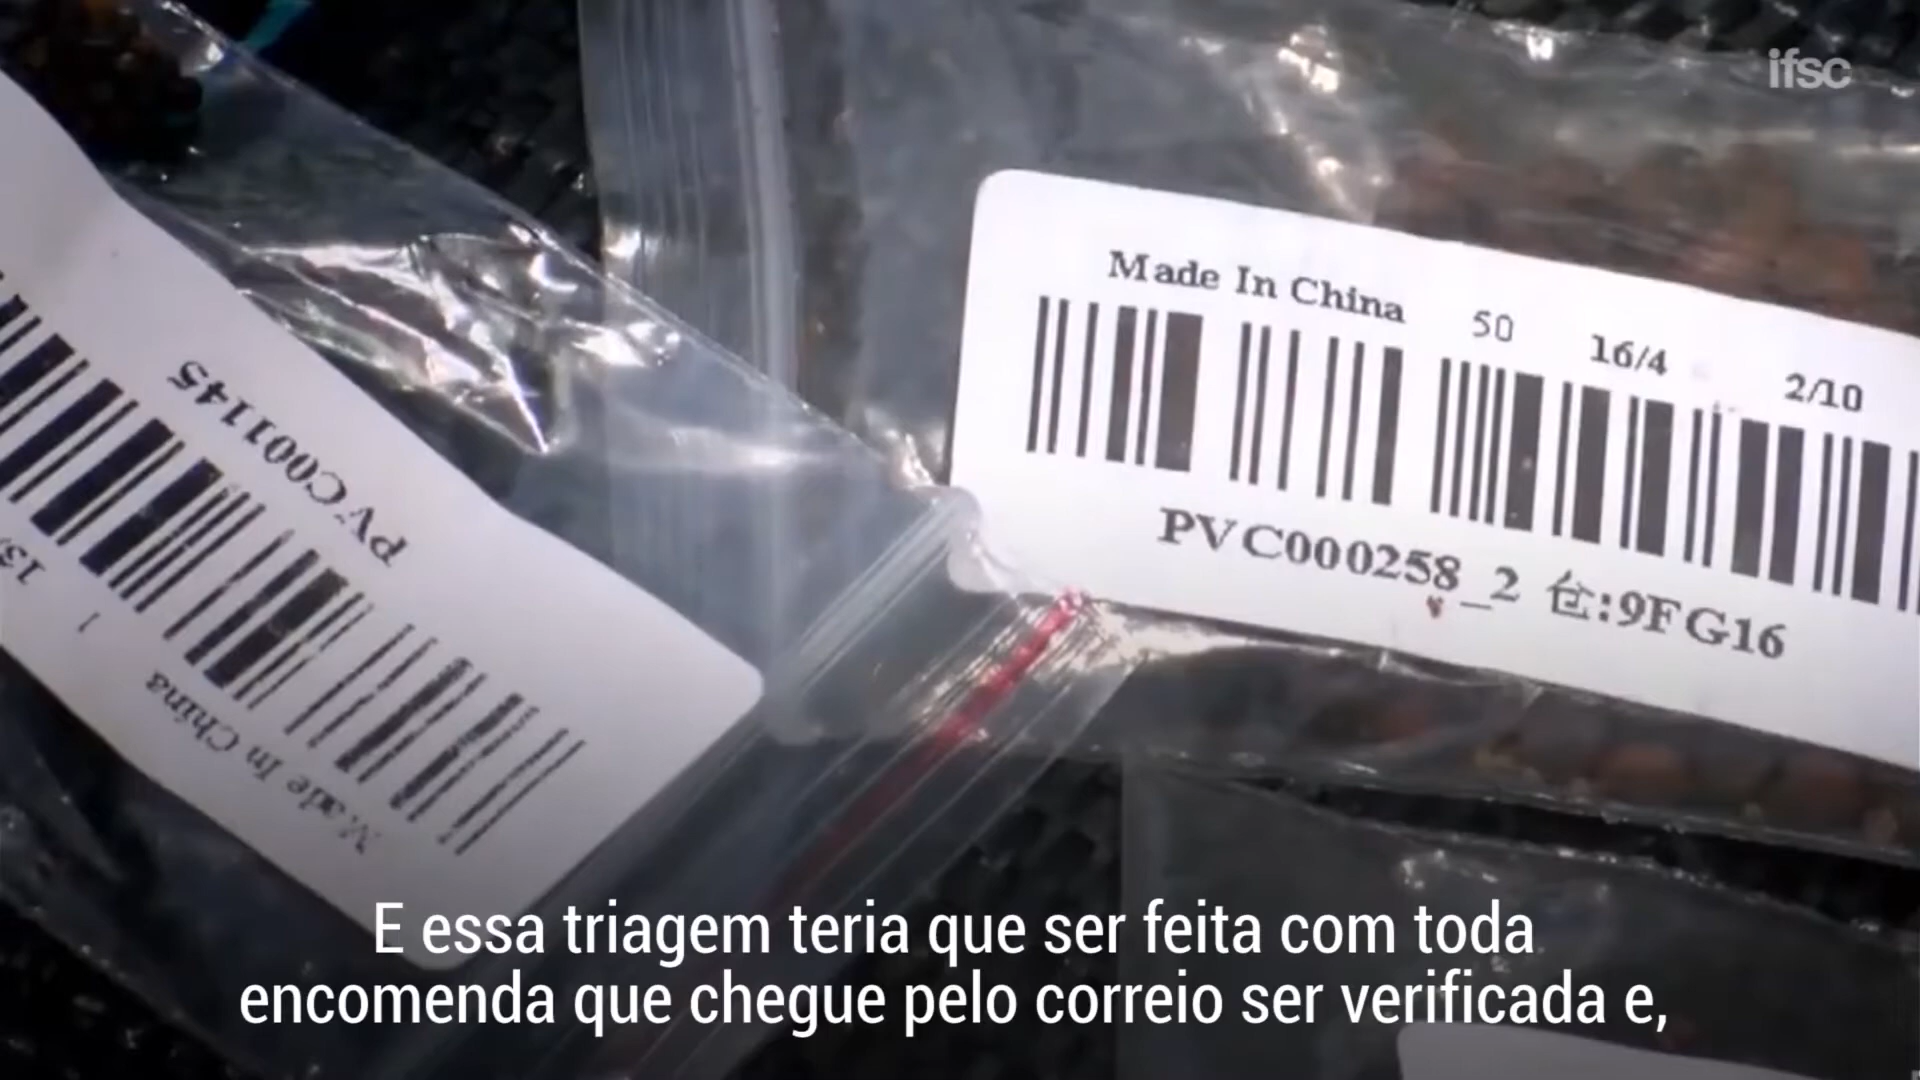 ifsc
Made In China 50 16/4 2/10
PVC000258_2 仓:9FG16
PVC001145
1
Made In China
E essa triagem teria que ser feita com toda
encomenda que chegue pelo correio ser verificada e,